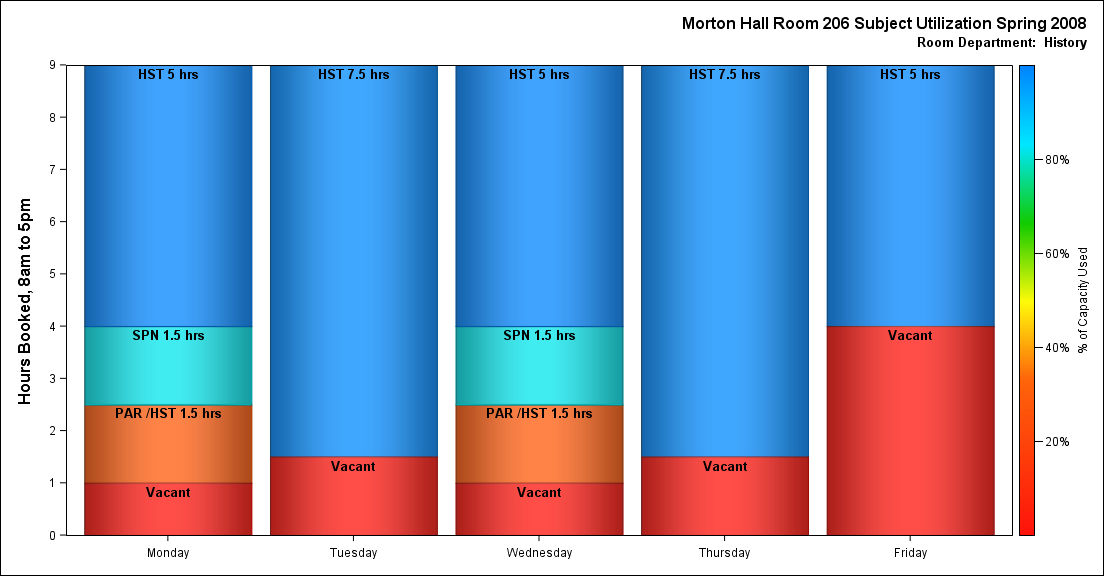 Morton Hall Room 206 Subject Utilization Spring 2008
Room Department:  History
Hours Booked, 8am to 5pm
9
8
7
6
5
4
3
2
1
0
HST 5 hrs
SPN 1.5 hrs
PAR /HST 1.5 hrs
Vacant
HST 7.5 hrs
Vacant
HST 5 hrs
SPN 1.5 hrs
PAR /HST 1.5 hrs
Vacant
HST 7.5 hrs
Vacant
HST 5 hrs
Vacant
Monday
Tuesday
Wednesday
Thursday
Friday
80%
60%
40%
20%
% of Capacity Used